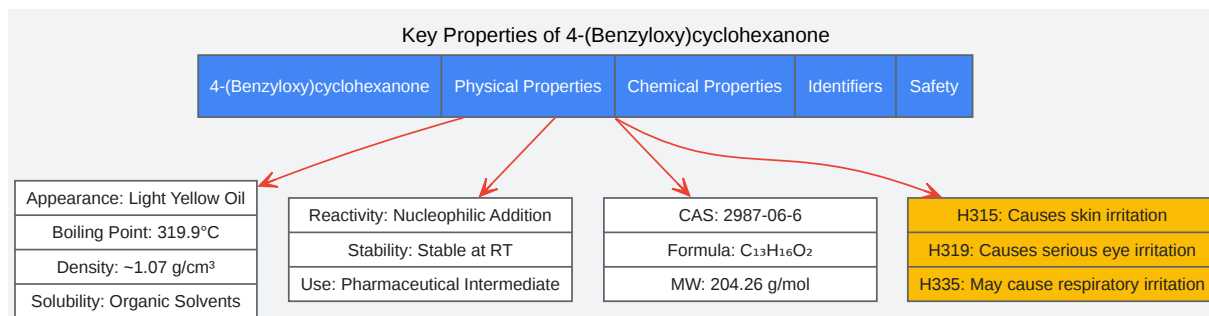 Key Properties of 4-(Benzyloxy)cyclohexanone
4-(Benzyloxy)cyclohexanone
Physical Properties
Chemical Properties
Identifiers
Safety
Appearance: Light Yellow Oil
Boiling Point: 319.9°C
Density: ~1.07 g/cm³
Solubility: Organic Solvents
Reactivity: Nucleophilic Addition
Stability: Stable at RT
Use: Pharmaceutical Intermediate
CAS: 2987-06-6
Formula: C₁₃H₁₆O₂
MW: 204.26 g/mol
H315: Causes skin irritation
H319: Causes serious eye irritation
H335: May cause respiratory irritation